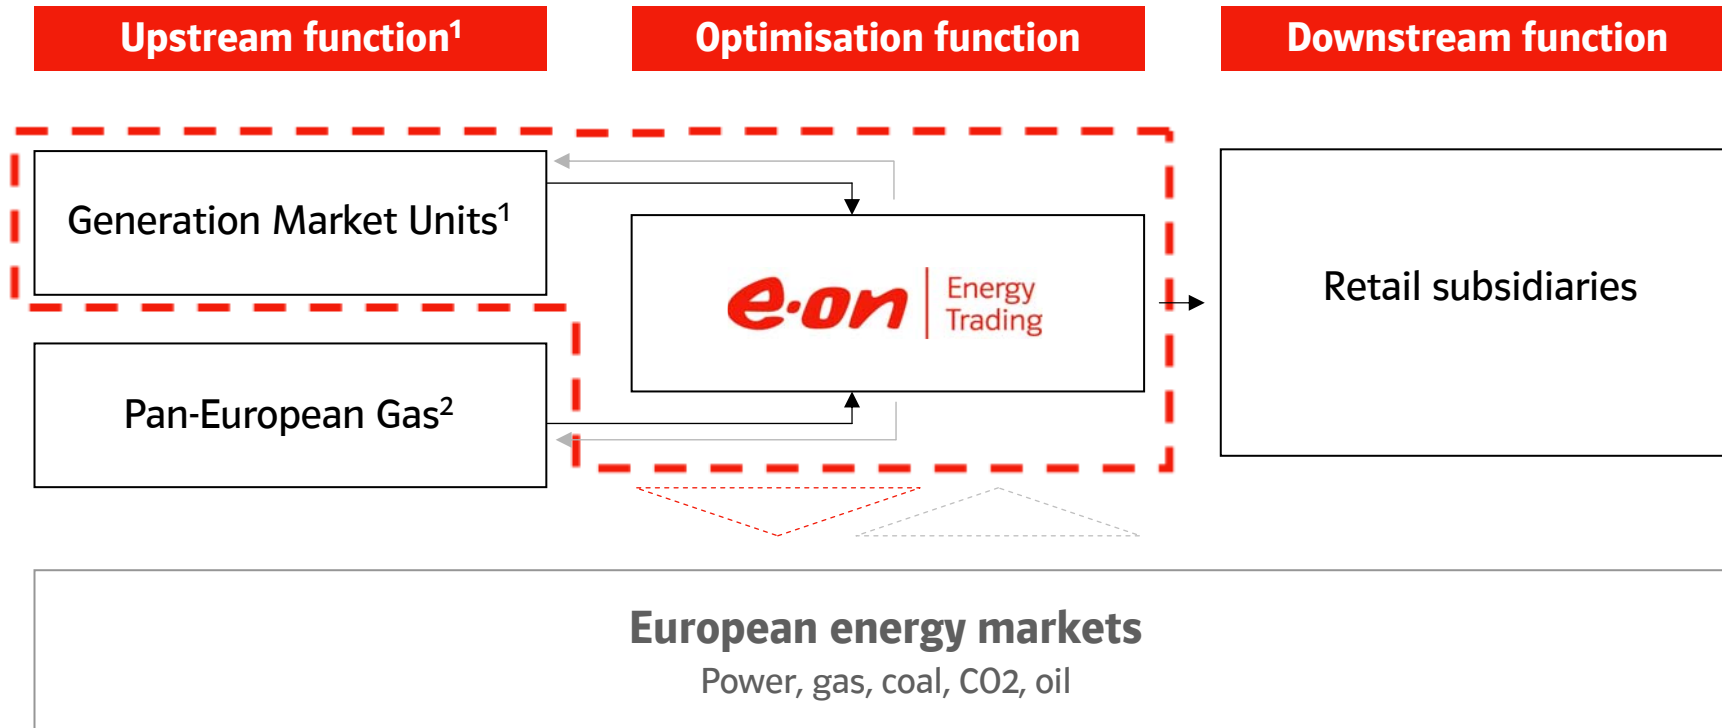 Upstream function¹
Optimisation function
Downstream function
Generation Market Units¹
e·on
Energy
Trading
Retail subsidiaries
Pan-European Gas²
European energy markets
Power, gas, coal, CO2, oil